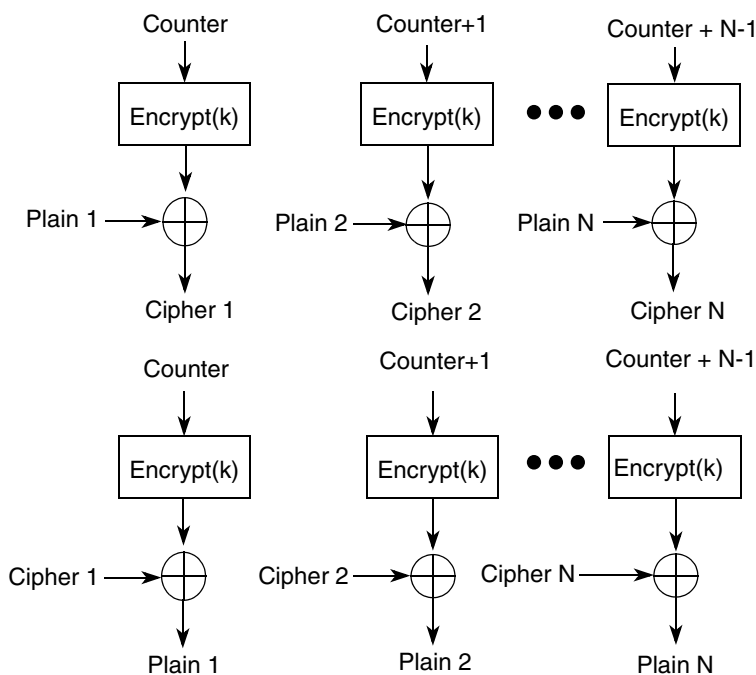 Counter Counter+1 Counter + N-1
Encrypt(k) Encrypt(k) Encrypt(k)
Plain 1 Plain 2 Plain N
Cipher 1 Cipher 2 Cipher N
Counter Counter+1 Counter + N-1
Encrypt(k) Encrypt(k) Encrypt(k)
Cipher 1 Cipher 2 Cipher N
Plain 1 Plain 2 Plain N